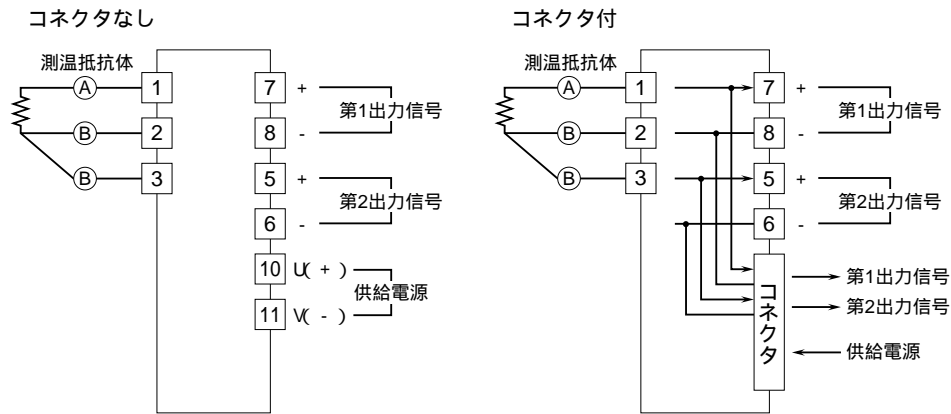 コネクタなし
測温抵抗体
A
B
B
1
2
3
7 +
8 -
第1出力信号
5 +
6 -
第2出力信号
10 U( + )
11 V( - )
供給電源
コネクタ付
測温抵抗体
A
B
B
1
2
3
7 +
8 -
第1出力信号
5 +
6 -
第2出力信号
コネクタ
第1出力信号
第2出力信号
供給電源